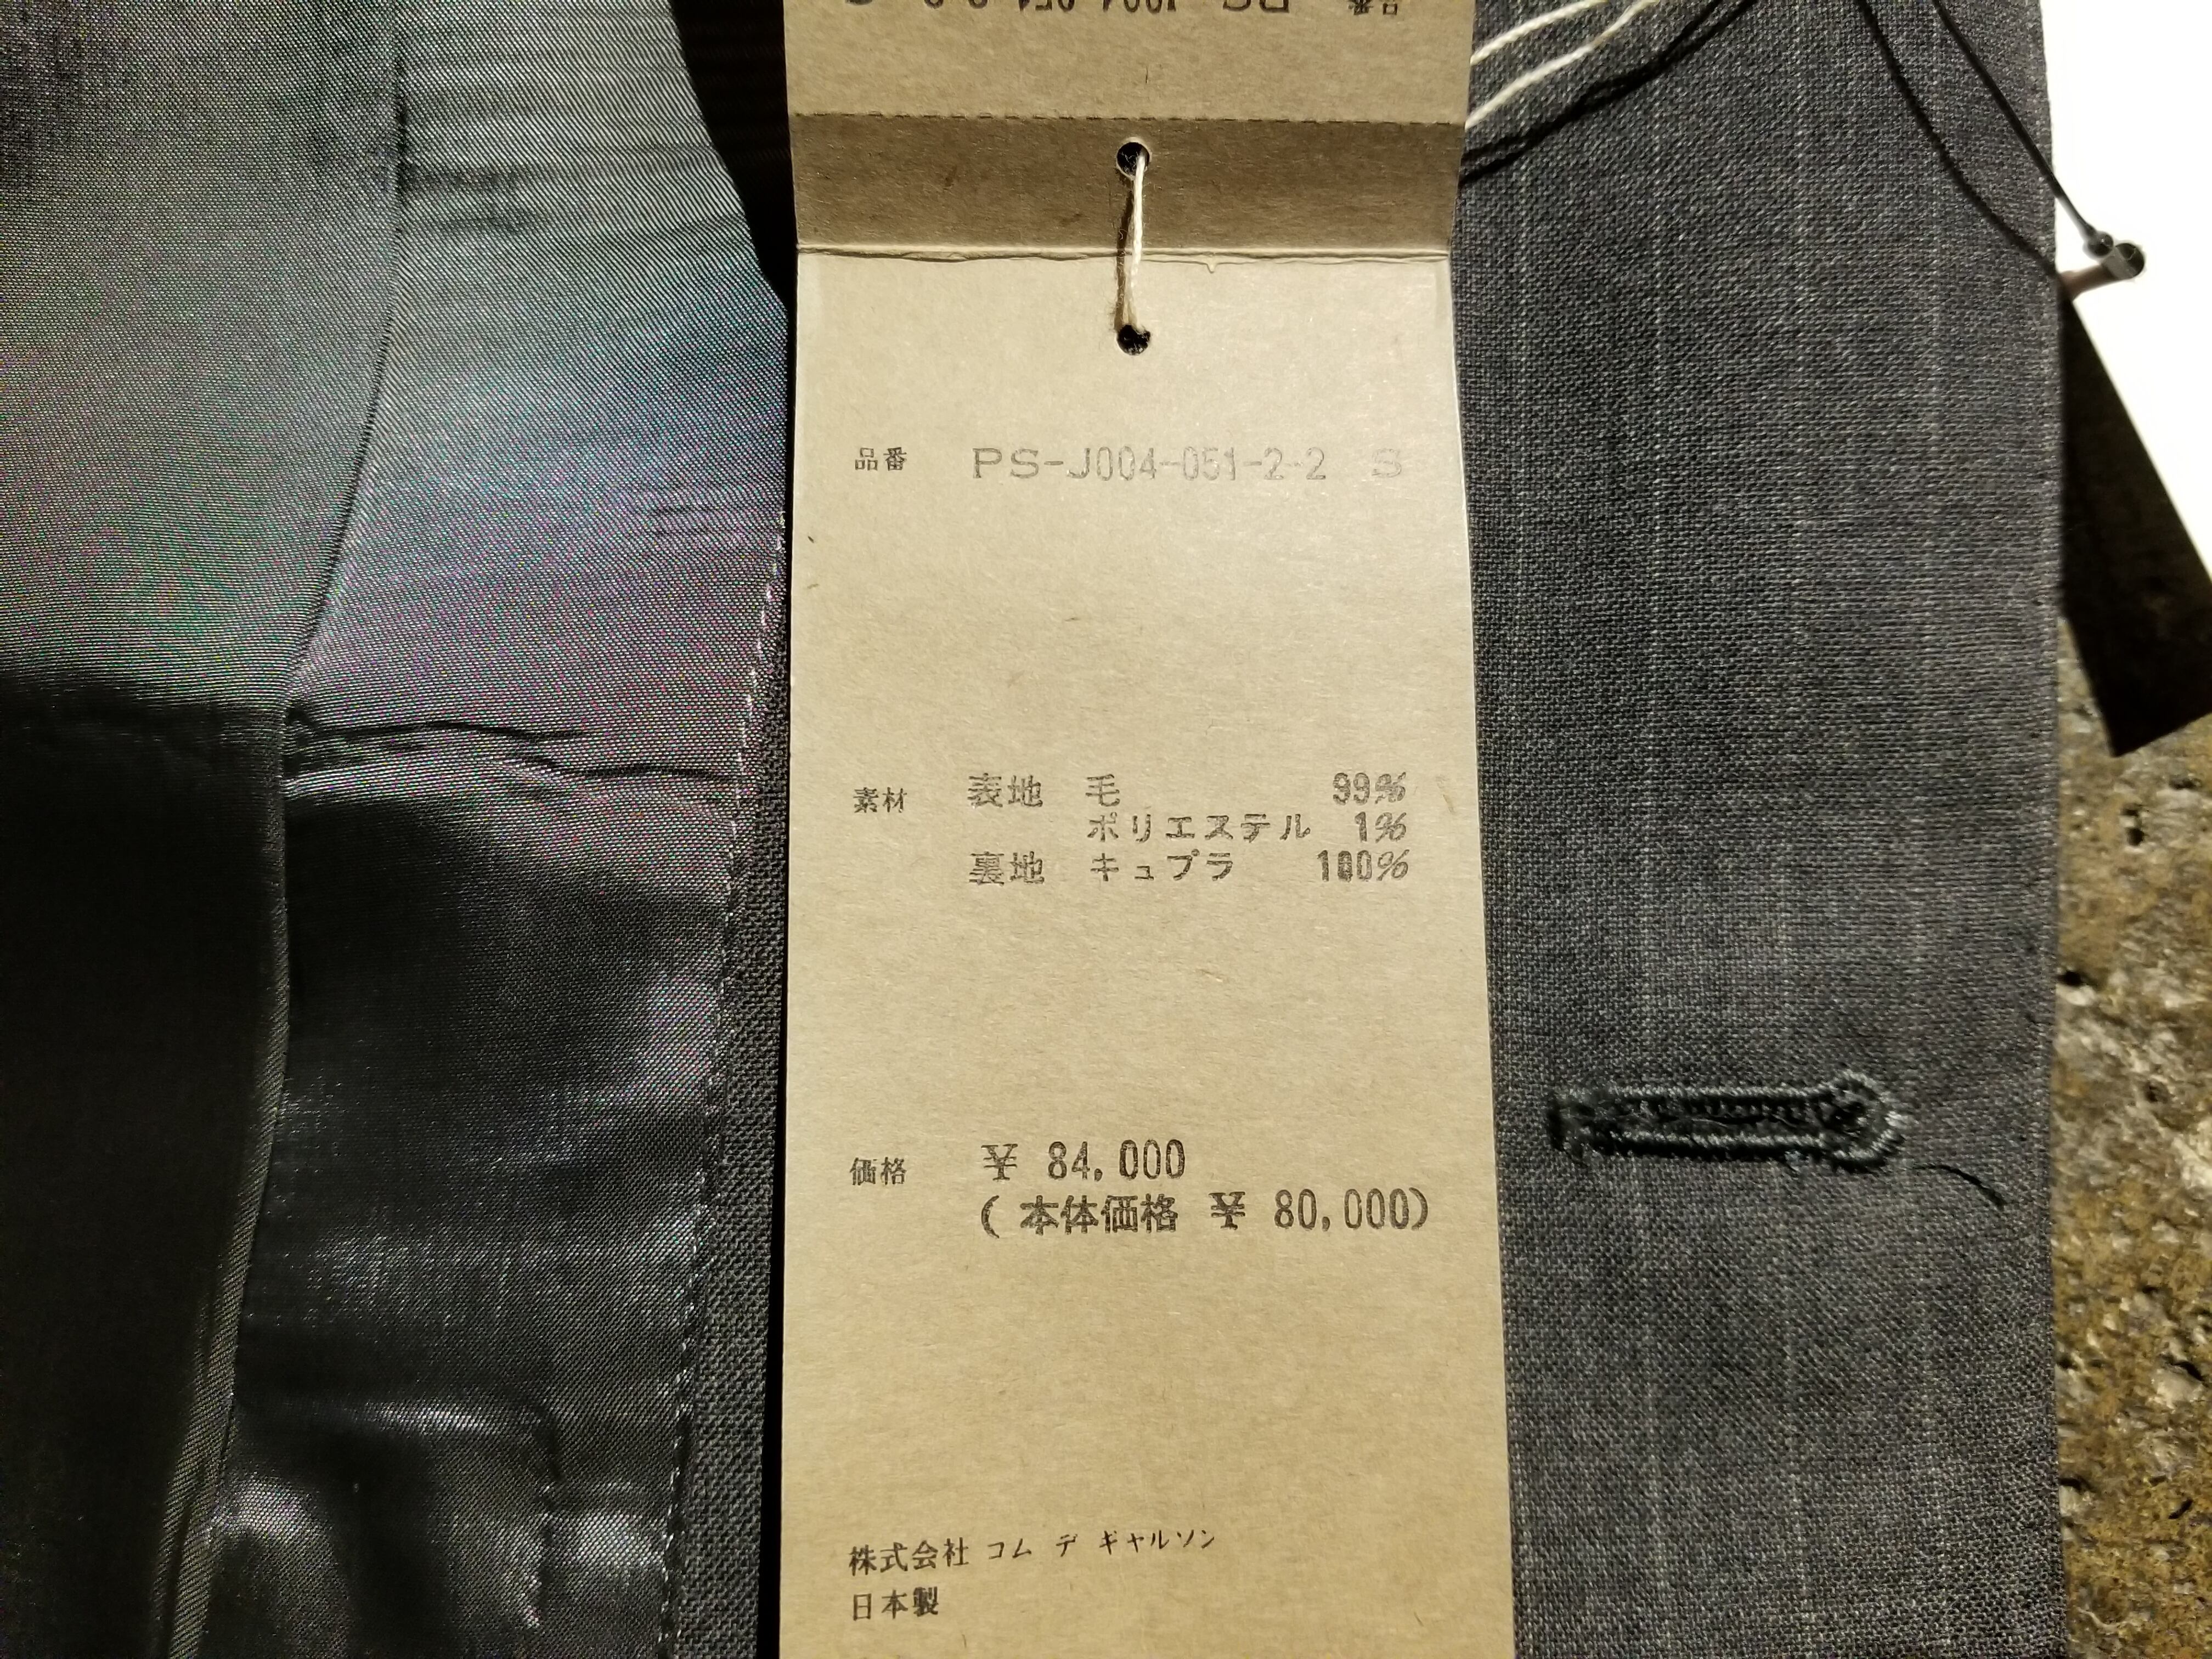 品番 PS-J004-051-2-2 S
素材 表地 毛 99%
ポリエステル 1%
裏地 キュプラ 100%
価格 ¥ 84,000
( 本体価格 ¥ 80,000)
株式会社 コム デ ギャルソン
日本製